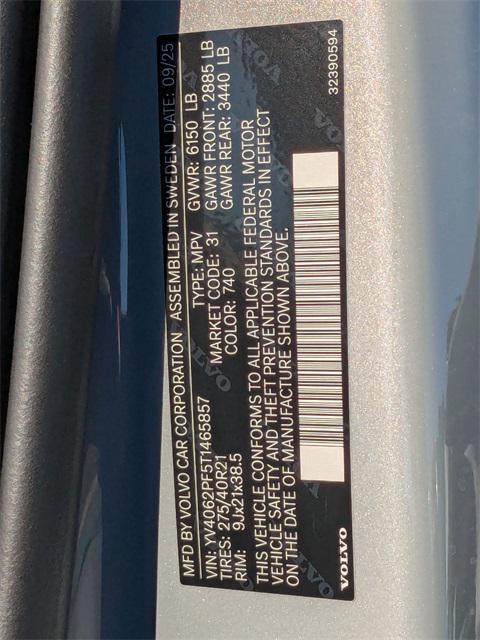 MFD BY VOLVO CAR CORPORATION ASSEMBLED IN SWEDEN DATE: 09/25
VIN: YV4062PF5T1465857 TYPE: MPV GVWR: 6150 LB
TIRES: 275/40R21 MARKET CODE: 31 GAWR FRONT: 2885 LB
RIM: 9Jx21x38.5 COLOR: 740 GAWR REAR: 3440 LB
THIS VEHICLE CONFORMS TO ALL APPLICABLE FEDERAL MOTOR
VEHICLE SAFETY AND THEFT PREVENTION STANDARDS IN EFFECT
ON THE DATE OF MANUFACTURE SHOWN ABOVE.
VOLVO 32390594